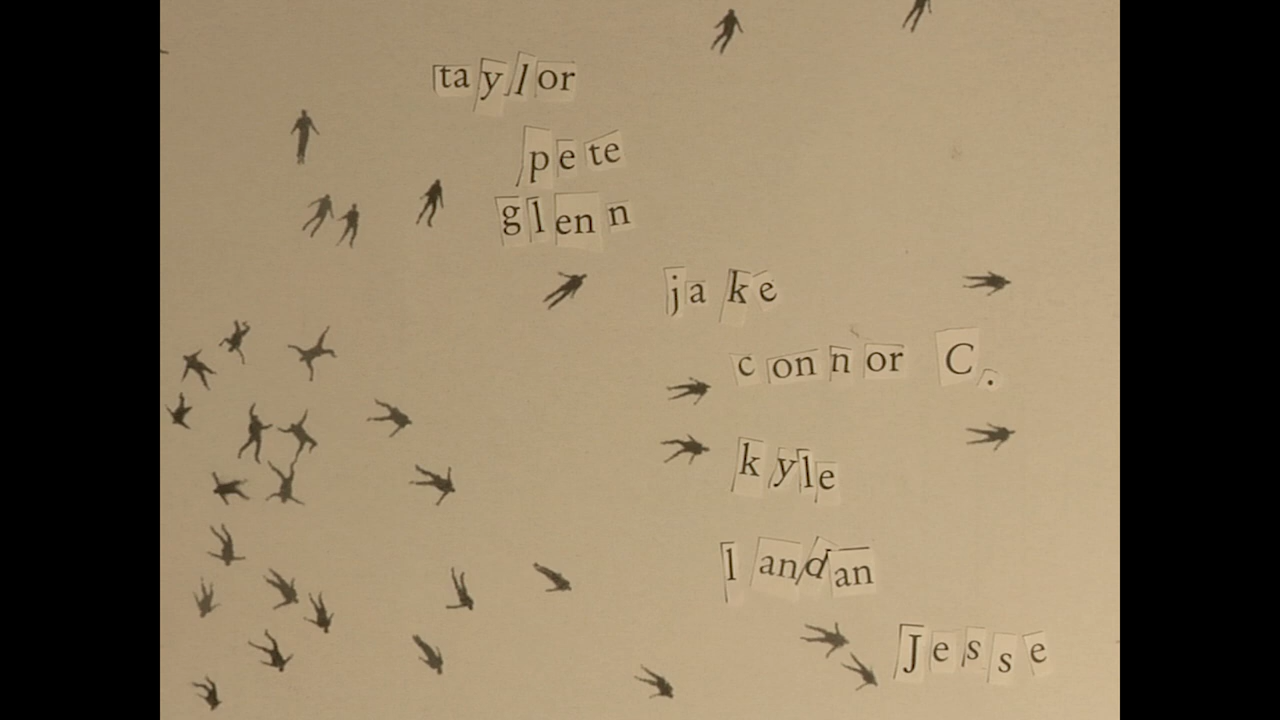 taylor
pete
glenn
jake
connor C.
kyle
landan
Jesse